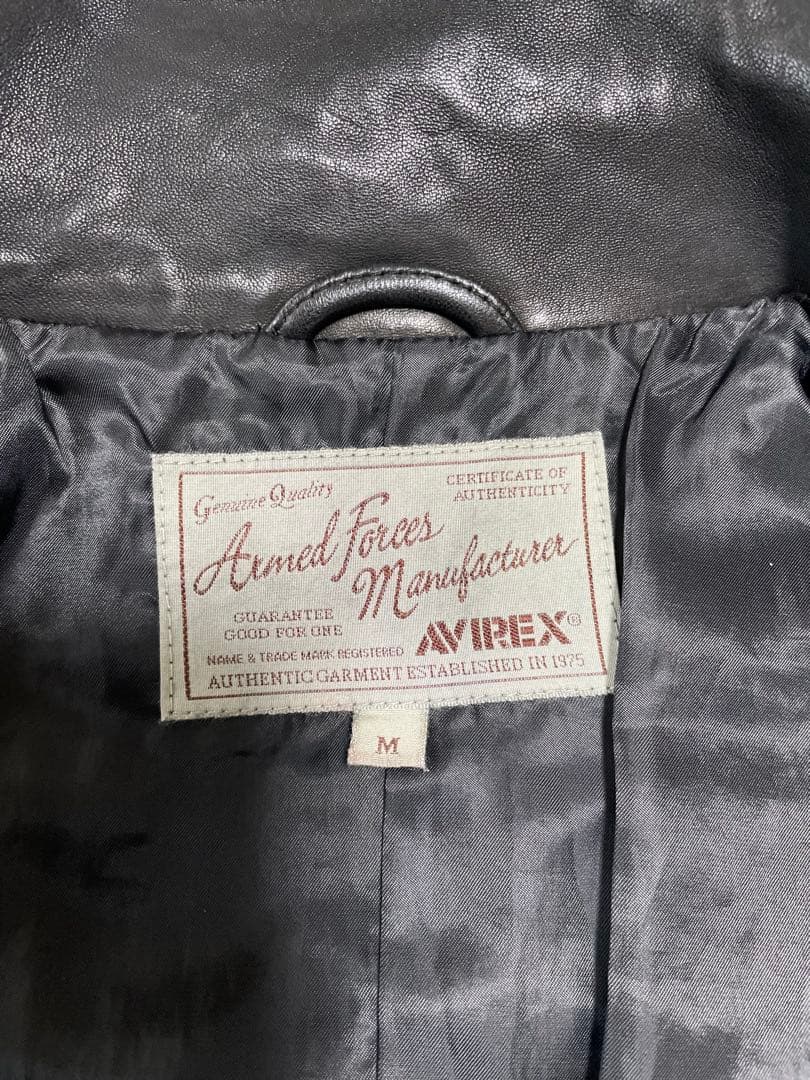 Genuine Quality
CERTIFICATE OF
AUTHENTICITY
Armed Forces
Manufacturer
GUARANTEE
GOOD FOR ONE
AVIREX®
NAME & TRADE MARK REGISTERED
AUTHENTIC GARMENT ESTABLISHED IN 1975
M